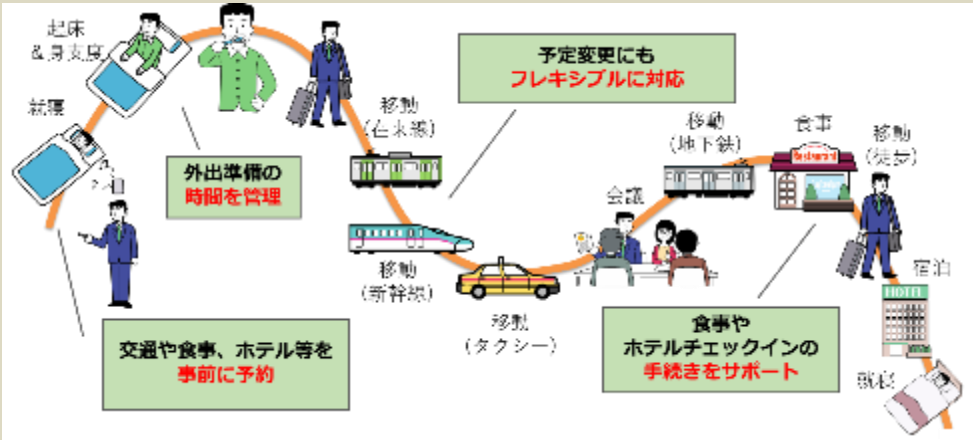 起床
&身支度
就寝
外出準備の
時間を管理
移動
(在来線)
予定変更にも
フレキシブルに対応
移動
(地下鉄)
食事
Restaurant
移動
(徒歩)
会議
移動
(新幹線)
移動
(タクシー)
宿泊
HOTEL
就寝
交通や食事、ホテル等を
事前に予約
食事や
ホテルチェックインの
手続きをサポート